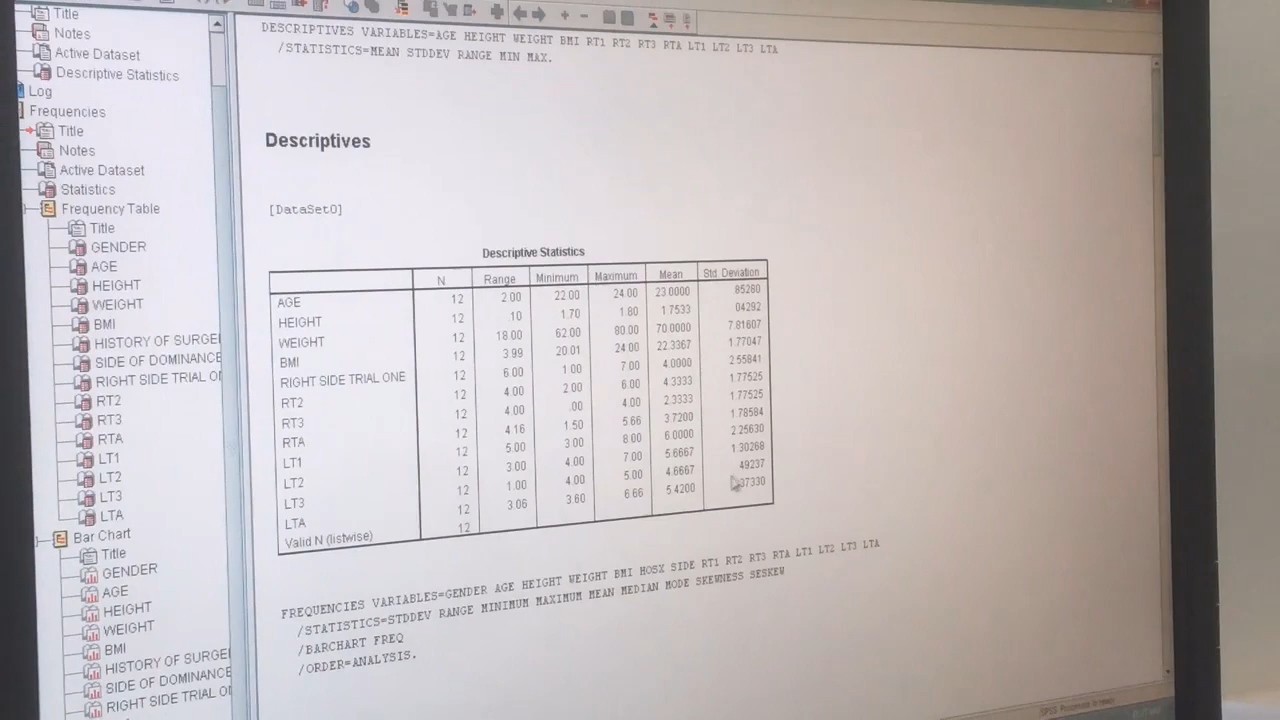 Title
Notes
Active Dataset
Descriptive Statistics
Log
Frequencies
Title
Notes
Active Dataset
Statistics
Frequency Table
Title
GENDER
AGE
HEIGHT
WEIGHT
BMI
HISTORY OF SURGE
SIDE OF DOMINANCE
RIGHT SIDE TRIAL O
RT2
RT3
RTA
LT1
LT2
LT3
LTA
Bar Chart
Title
GENDER
AGE
HEIGHT
WEIGHT
BMI
HISTORY OF SURGE
SIDE OF DOMINANCE
RIGHT SIDE TRIAL O
DESCRIPTIVES VARIABLES=AGE HEIGHT WEIGHT BMI RT1 RT2 RT3 RTA LT1 LT2 LT3 LTA
/STATISTICS=MEAN STDDEV RANGE MIN MAX.
Descriptives
[DataSet0]
Descriptive Statistics
N Range Minimum Maximum Mean Std. Deviation
AGE 12 2.00 22.00 24.00 23.0000 .85280
HEIGHT 12 .10 1.70 1.80 1.7533 .04292
WEIGHT 12 18.00 62.00 80.00 70.0000 7.81607
BMI 12 3.99 20.01 24.00 22.3367 1.77047
RIGHT SIDE TRIAL ONE 12 6.00 1.00 7.00 4.0000 2.55841
RT2 12 4.00 2.00 6.00 4.3333 1.77525
RT3 12 4.00 .00 4.00 2.3333 1.77525
RTA 12 4.16 1.50 5.66 3.7200 1.78584
LT1 12 5.00 3.00 8.00 6.0000 2.25630
LT2 12 3.00 4.00 7.00 5.6667 1.30268
LT3 12 1.00 4.00 5.00 4.6667 .49237
LTA 12 3.06 3.60 6.66 5.4200 37330
Valid N (listwise) 12
FREQUENCIES VARIABLES=GENDER AGE HEIGHT WEIGHT BMI HOSX SIDE RT1 RT2 RT3 RTA LT1 LT2 LT3 LTA
/STATISTICS=STDDEV RANGE MINIMUM MAXIMUM MEAN MEDIAN MODE SKEWNESS SESKEW
/BARCHART FREQ
/ORDER=ANALYSIS.